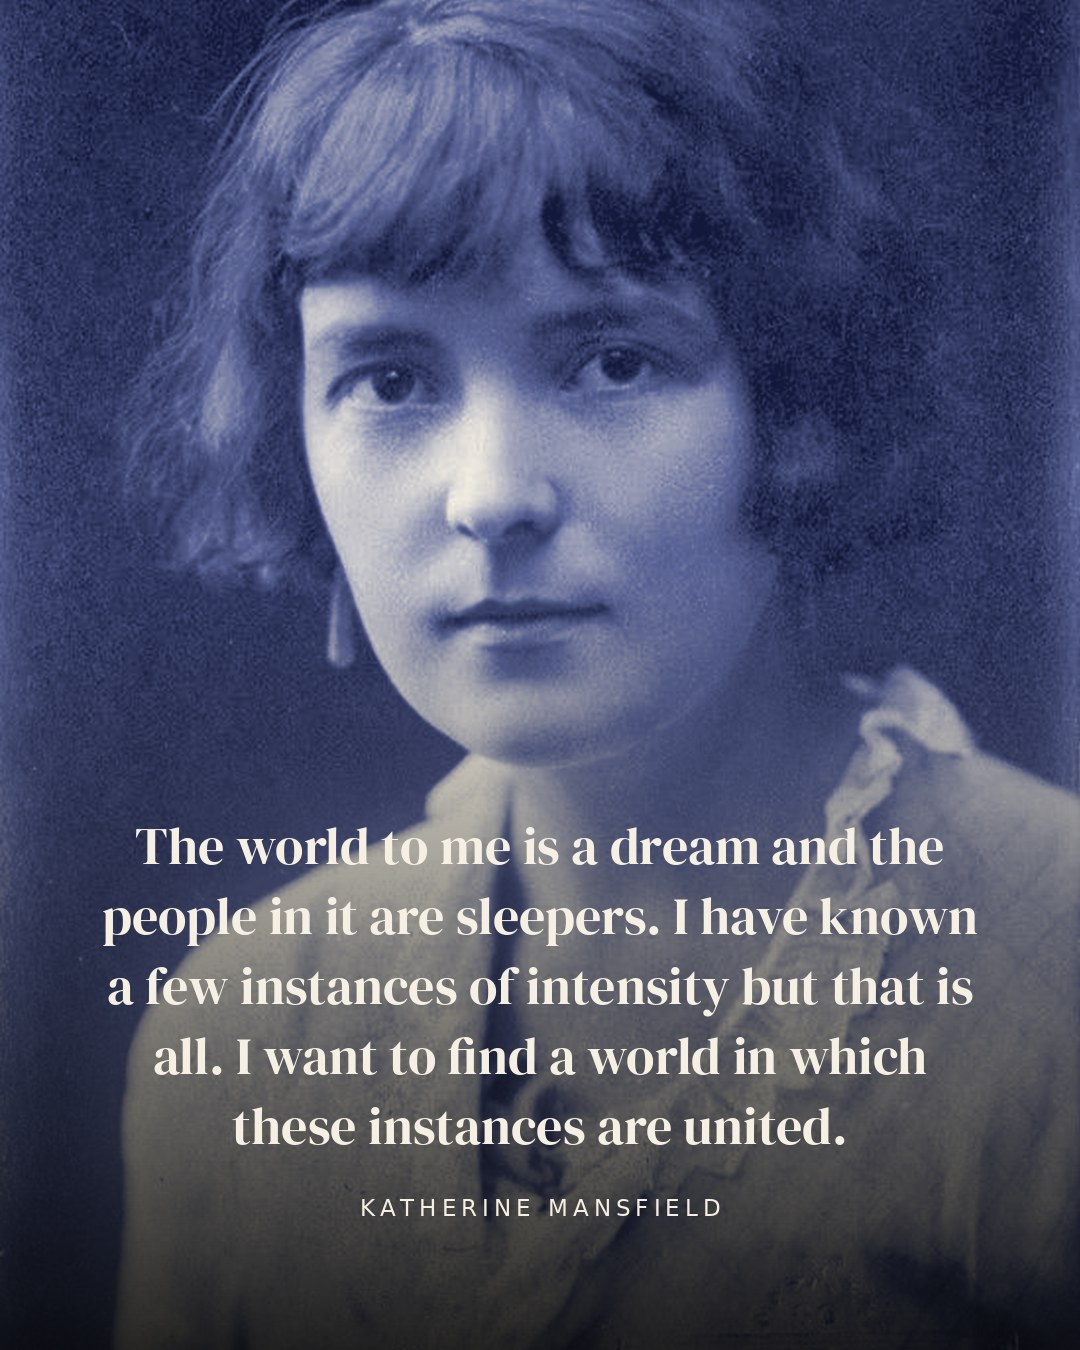 The world to me is a dream and the
people in it are sleepers. I have known
a few instances of intensity but that is
all. I want to find a world in which
these instances are united.
KATHERINE MANSFIELD